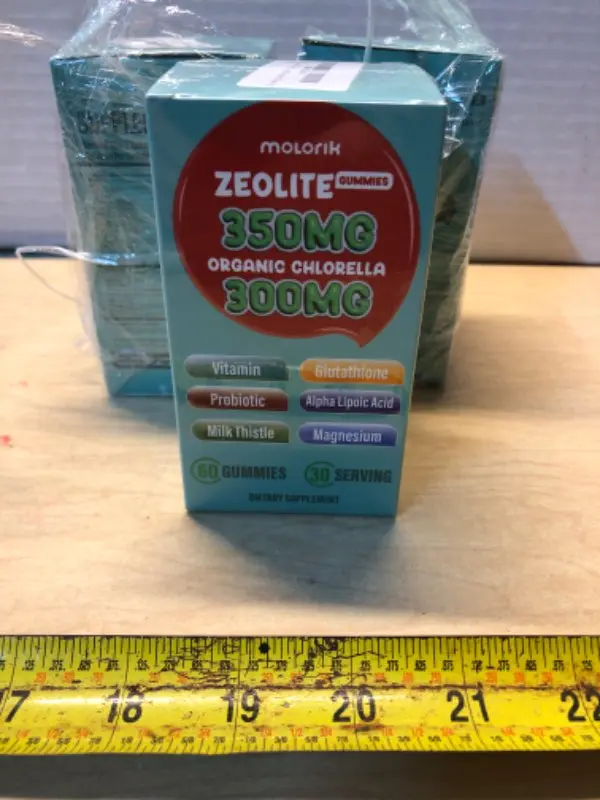 molorik
ZEOLITE GUMMIES
350MG
ORGANIC CHLORELLA
300MG
Vitamin Glutathione
Probiotic Alpha Lipoic Acid
Milk Thistle Magnesium
60 GUMMIES 30 SERVING
DIETARY SUPPLEMENT
17 18 19 20 21 22